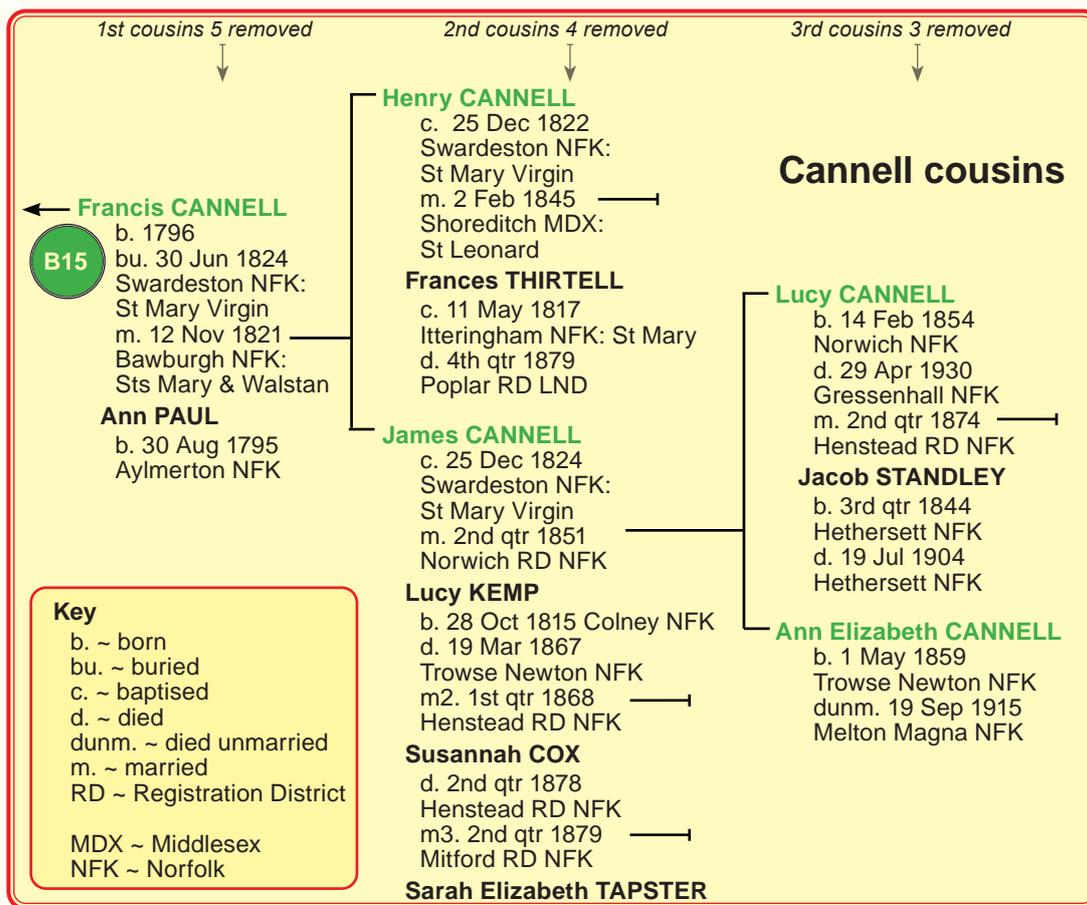 1st cousins 5 removed
2nd cousins 4 removed
3rd cousins 3 removed
Cannell cousins
B15
Francis CANNELL
b. 1796
bu. 30 Jun 1824
Swardeston NFK:
St Mary Virgin
m. 12 Nov 1821
Bawburgh NFK:
Sts Mary & Walstan
Ann PAUL
b. 30 Aug 1795
Aylmerton NFK
Henry CANNELL
c. 25 Dec 1822
Swardeston NFK:
St Mary Virgin
m. 2 Feb 1845
Shoreditch MDX:
St Leonard
Frances THIRTELL
c. 11 May 1817
Itteringham NFK: St Mary
d. 4th qtr 1879
Poplar RD LND
James CANNELL
c. 25 Dec 1824
Swardeston NFK:
St Mary Virgin
m. 2nd qtr 1851
Norwich RD NFK
Lucy KEMP
b. 28 Oct 1815 Colney NFK
d. 19 Mar 1867
Trowse Newton NFK
m2. 1st qtr 1868
Henstead RD NFK
Susannah COX
d. 2nd qtr 1878
Henstead RD NFK
m3. 2nd qtr 1879
Mitford RD NFK
Sarah Elizabeth TAPSTER
Lucy CANNELL
b. 14 Feb 1854
Norwich NFK
d. 29 Apr 1930
Gressenhall NFK
m. 2nd qtr 1874
Henstead RD NFK
Jacob STANDLEY
b. 3rd qtr 1844
Hethersett NFK
d. 19 Jul 1904
Hethersett NFK
Ann Elizabeth CANNELL
b. 1 May 1859
Trowse Newton NFK
dunm. 19 Sep 1915
Melton Magna NFK
Key
b. ~ born
bu. ~ buried
c. ~ baptised
d. ~ died
dunm. ~ died unmarried
m. ~ married
RD ~ Registration District
MDX ~ Middlesex
NFK ~ Norfolk